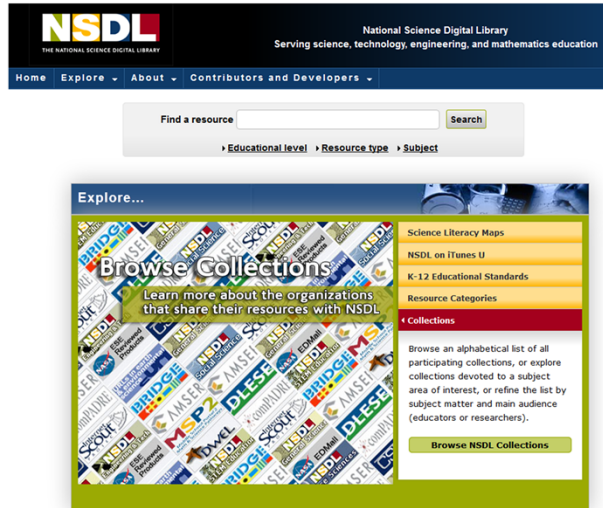 NSDL
THE NATIONAL SCIENCE DIGITAL LIBRARY
National Science Digital Library
Serving science, technology, engineering, and mathematics education
Home Explore About Contributors and Developers
Find a resource Search
Educational level Resource type Subject
Explore...
Browse Collections
Learn more about the organizations
that share their resources with NSDL
Science Literacy Maps
NSDL on iTunes U
K-12 Educational Standards
Resource Categories
Collections
Browse an alphabetical list of all
participating collections, or explore
collections devoted to a subject
area of interest, or refine the list by
subject matter and main audience
(educators or researchers).
Browse NSDL Collections